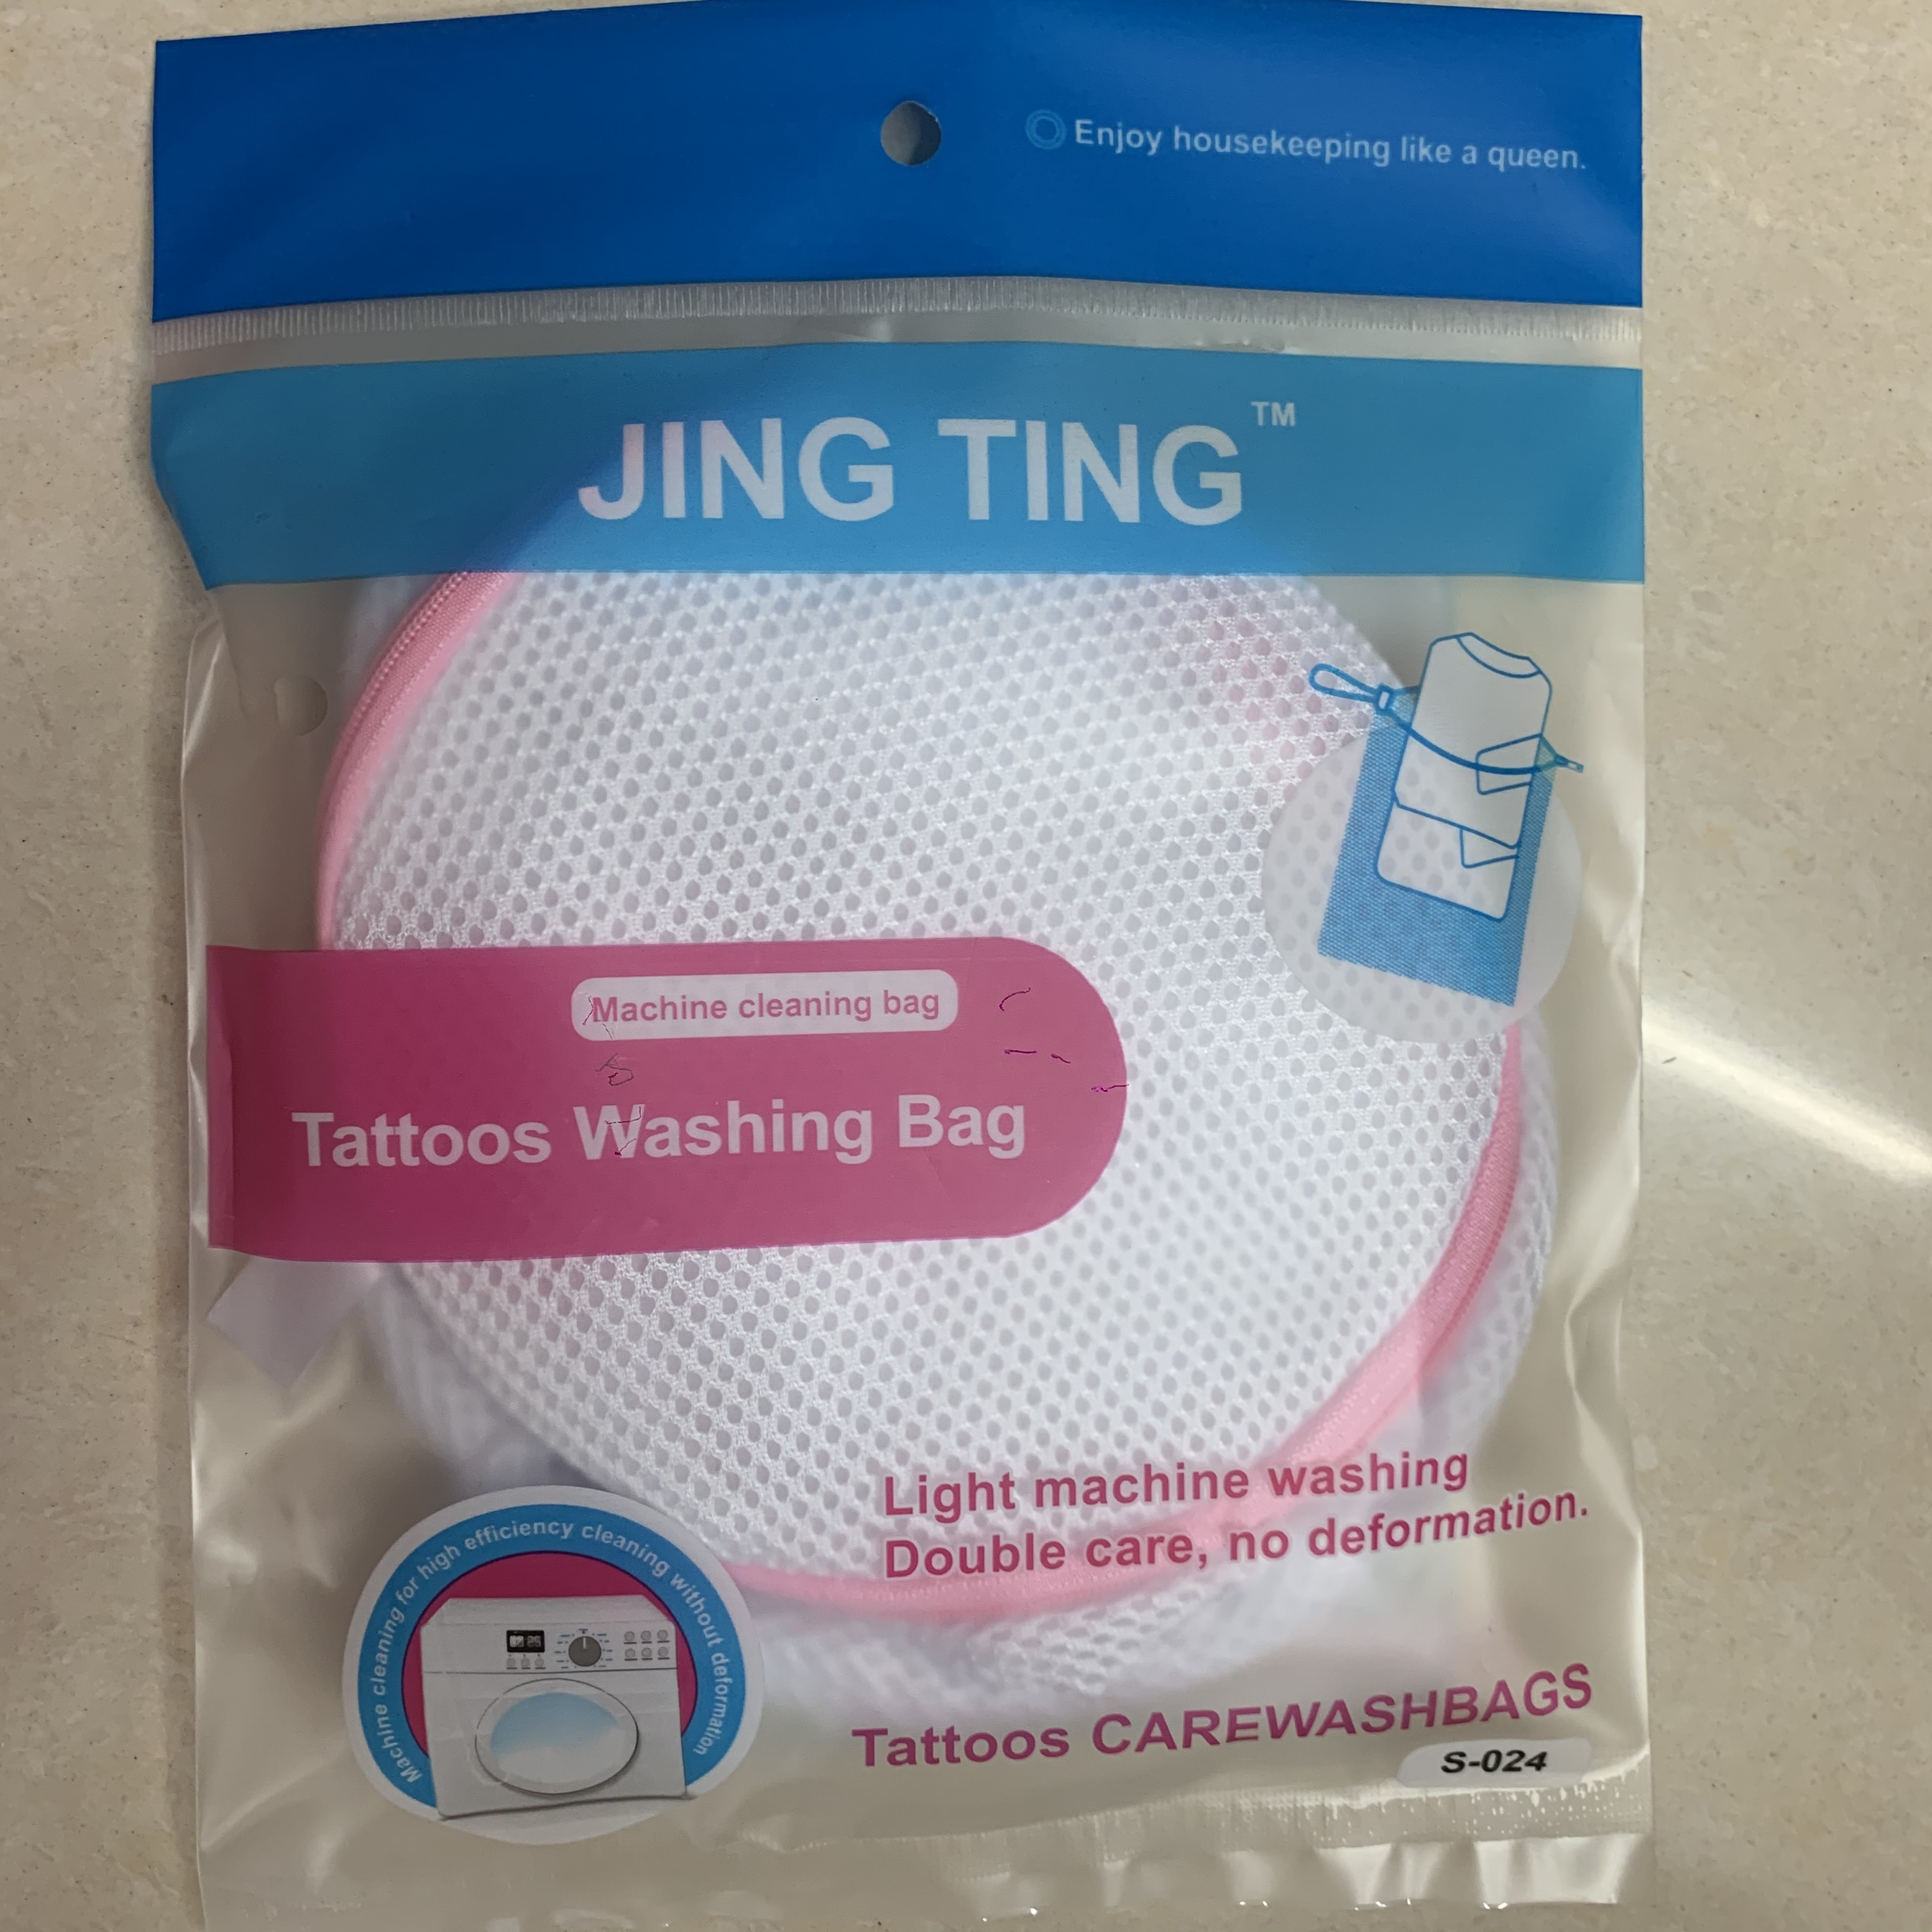 Enjoy housekeeping like a queen.
JING TING™
Machine cleaning bag
Tattoos Washing Bag
Light machine washing
Double care, no deformation.
Machine cleaning for high efficiency cleaning without deformation
Tattoos CAREWASHBAGS
S-024